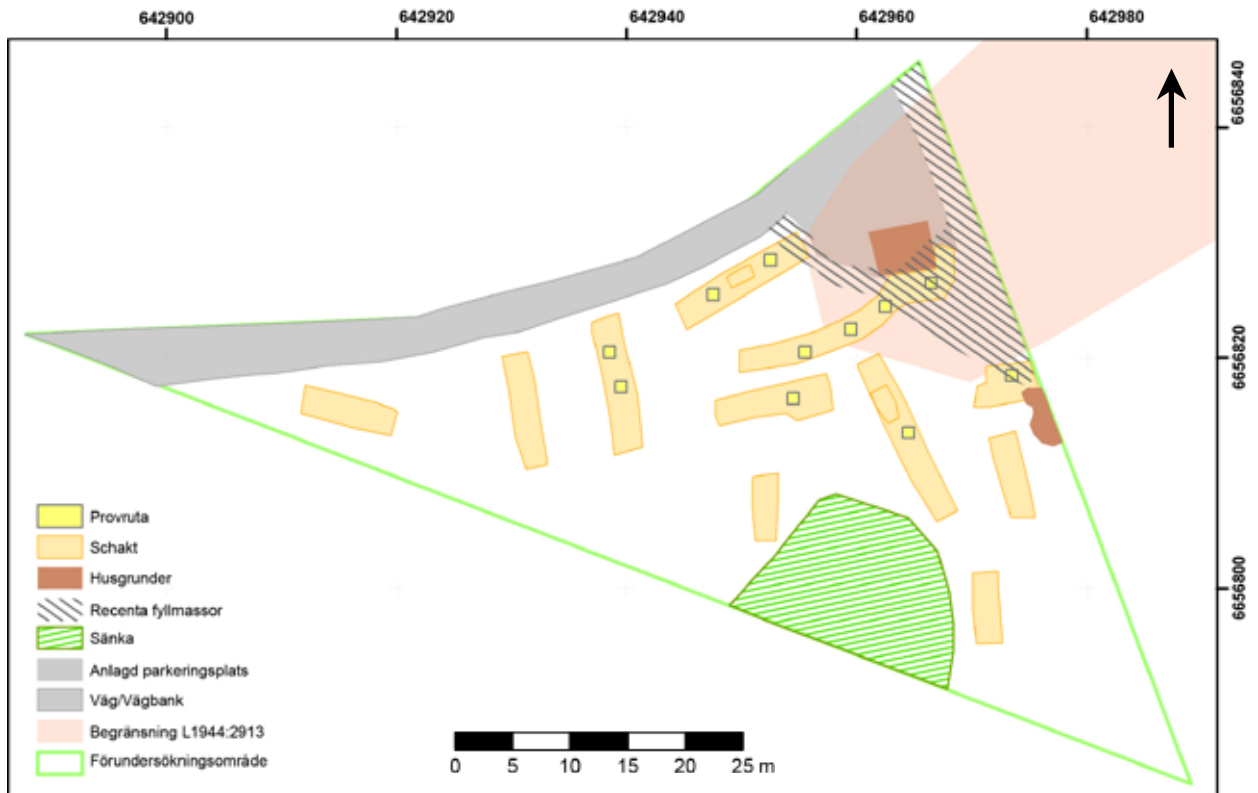 642900 642920 642940 642960 642980
6656840
6656820
6656800
Provruta
Schakt
Husgrunder
Recenta fyllmassor
Sänka
Anlagd parkeringsplats
Väg/Vägbank
Begränsning L1944:2913
Förundersökningsområde
0 5 10 15 20 25 m